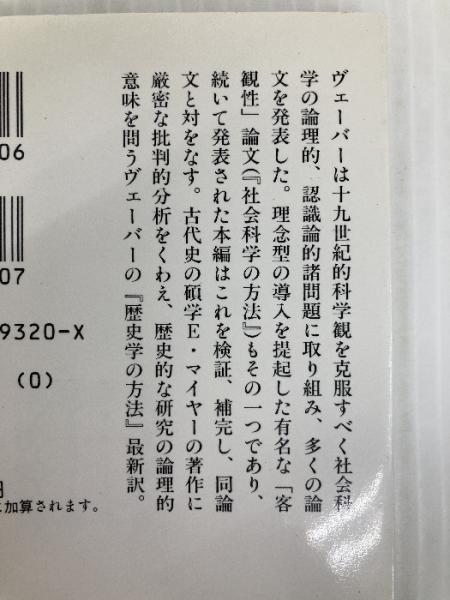 ヴェーバーは十九世紀的科学観を克服すべく社会科
学の論理的、認識論的諸問題に取り組み、多くの論
文を発表した。理念型の導入を提起した有名な「客
観性」論文(『社会科学の方法』)もその一つであり、
続いて発表された本編はこれを検証、補完し、同論
文と対をなす。古代史の碩学E・マイヤーの著作に
厳密な批判的分析をくわえ、歴史的な研究の論理的
意味を問うヴェーバーの『歴史学の方法』最新訳。
06
07
9320-X
(0)
円
に加算されます。